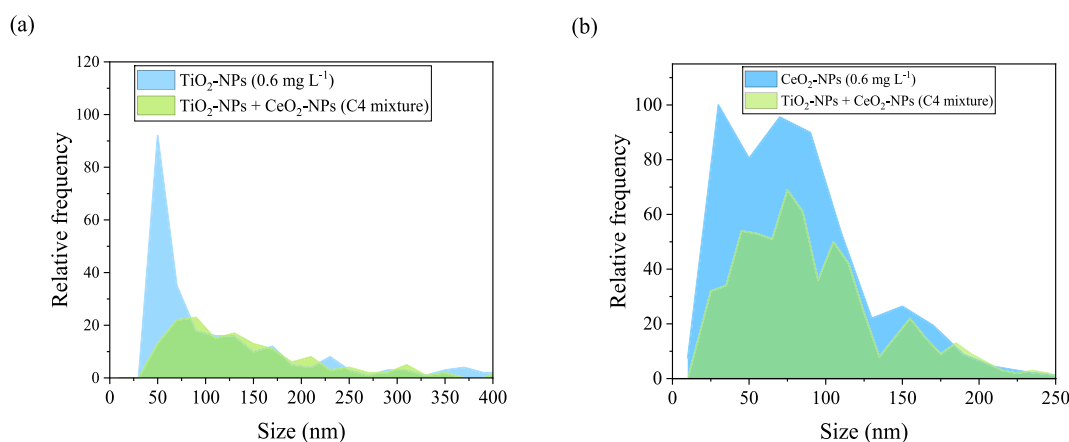 (a)
TiO₂-NPs (0.6 mg L⁻¹)
TiO₂-NPs + CeO₂-NPs (C4 mixture)
Relative frequency
120
100
80
60
40
20
0
0 50 100 150 200 250 300 350 400
Size (nm)
(b)
CeO₂-NPs (0.6 mg L⁻¹)
TiO₂-NPs + CeO₂-NPs (C4 mixture)
Relative frequency
100
80
60
40
20
0
0 50 100 150 200 250
Size (nm)